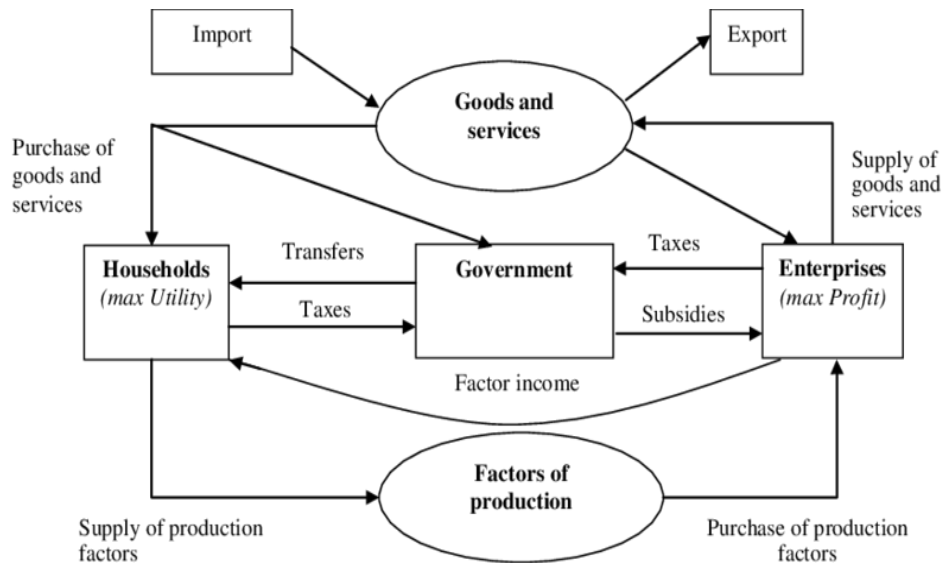 Import
Export
Goods and
services
Purchase of
goods and
services
Supply of
goods and
services
Households
(max Utility)
Transfers
Taxes
Government
Taxes
Subsidies
Enterprises
(max Profit)
Factor income
Factors of
production
Supply of production
factors
Purchase of production
factors